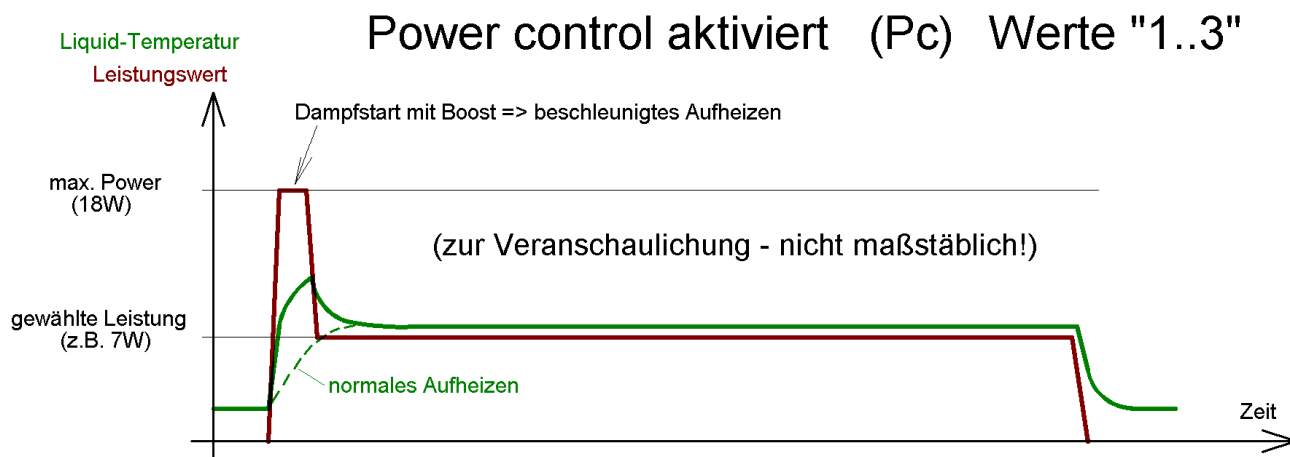 Power control aktiviert (Pc) Werte "1..3"
Liquid-Temperatur
Leistungswert
Dampfstart mit Boost => beschleunigtes Aufheizen
max. Power
(18W)
(zur Veranschaulichung - nicht maßstäblich!)
gewählte Leistung
(z.B. 7W)
normales Aufheizen
Zeit